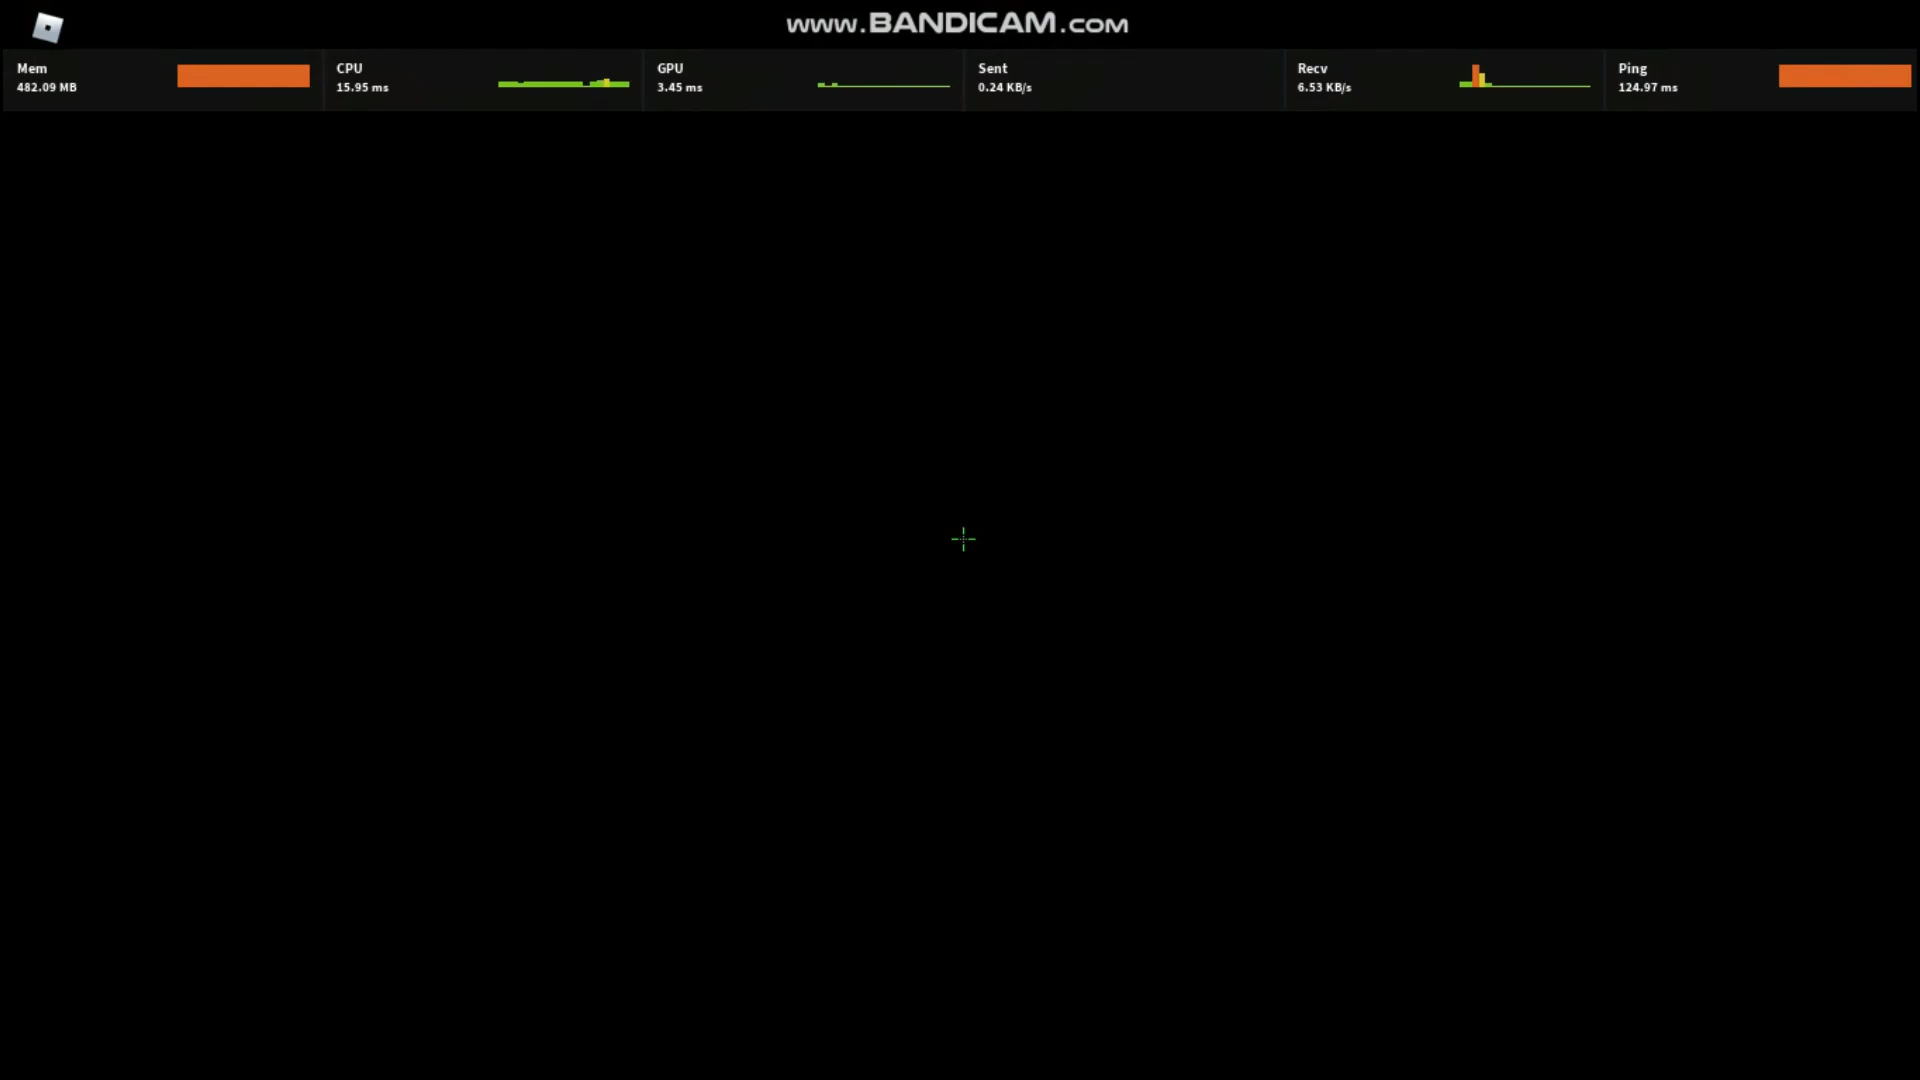 www.BANDICAM.COM
Mem
482.09 MB
CPU
15.95 ms
GPU
3.45 ms
Sent
0.24 KB/s
Recv
6.53 KB/s
Ping
124.97 ms